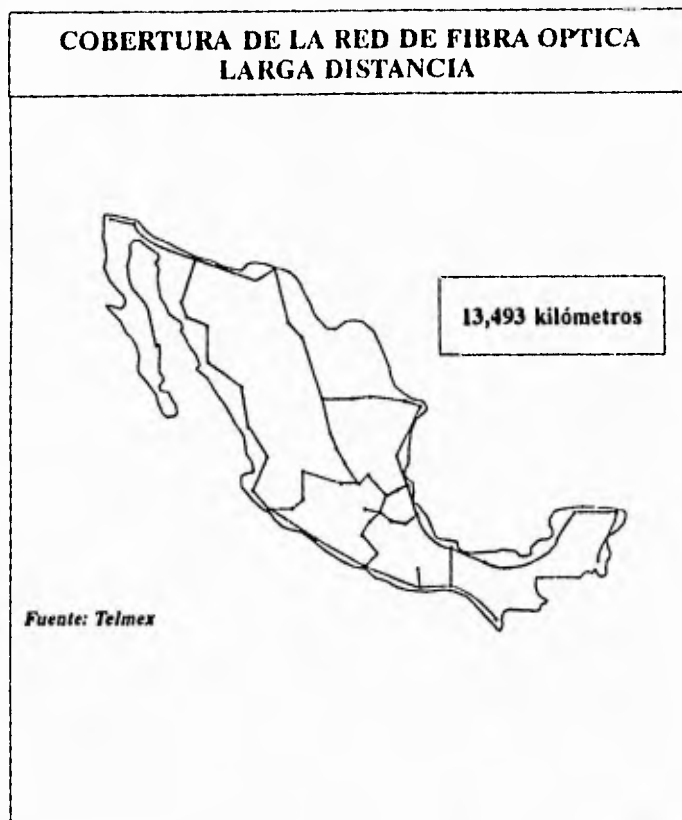 COBERTURA DE LA RED DE FIBRA OPTICA
LARGA DISTANCIA
13,493 kilómetros
Fuente: Telmex